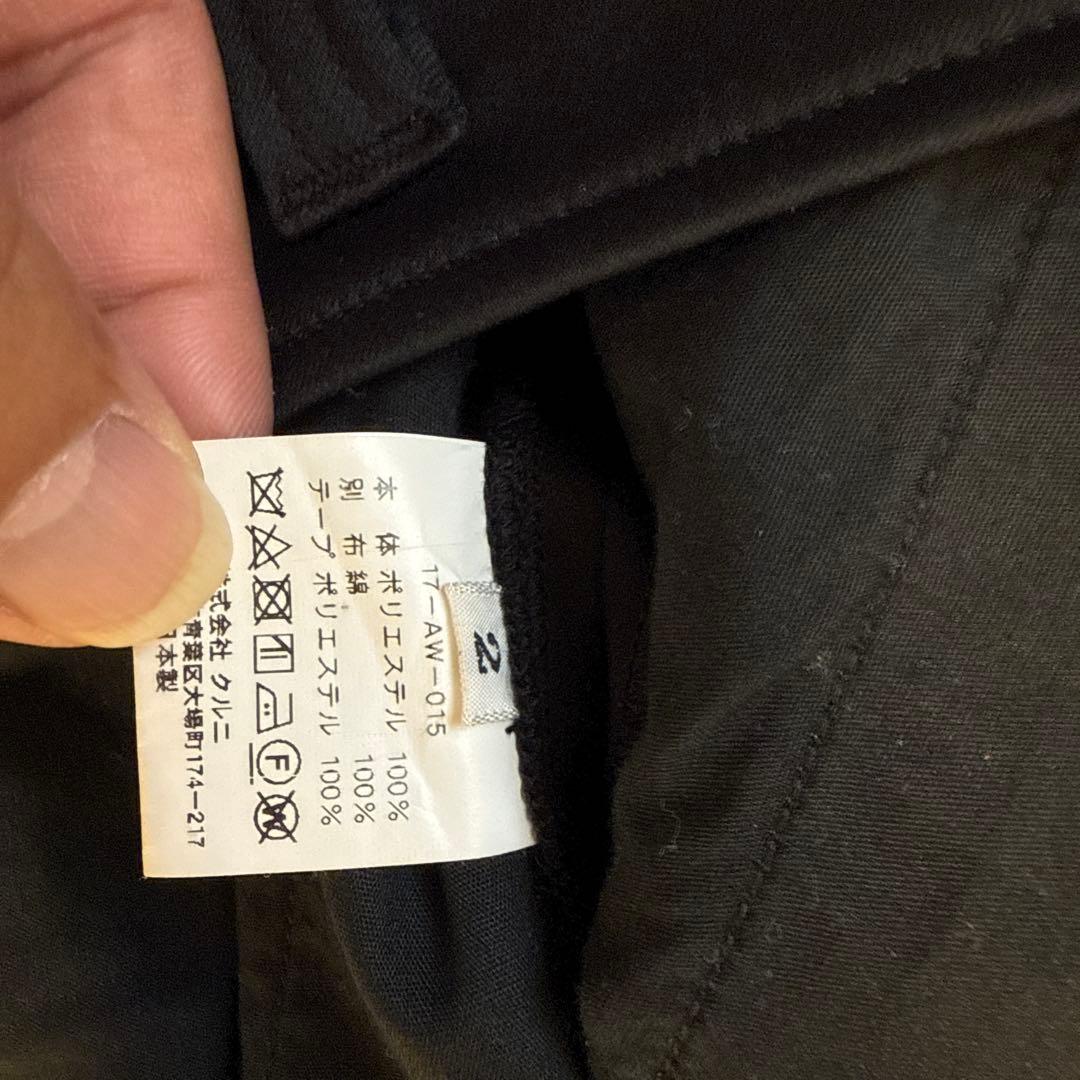 2
17-AW-015
本体 ポリエステル 100%
別布 綿 100%
テープ ポリエステル 100%
F
W
式会社 クルニ
青葉区大場町174-217
本製